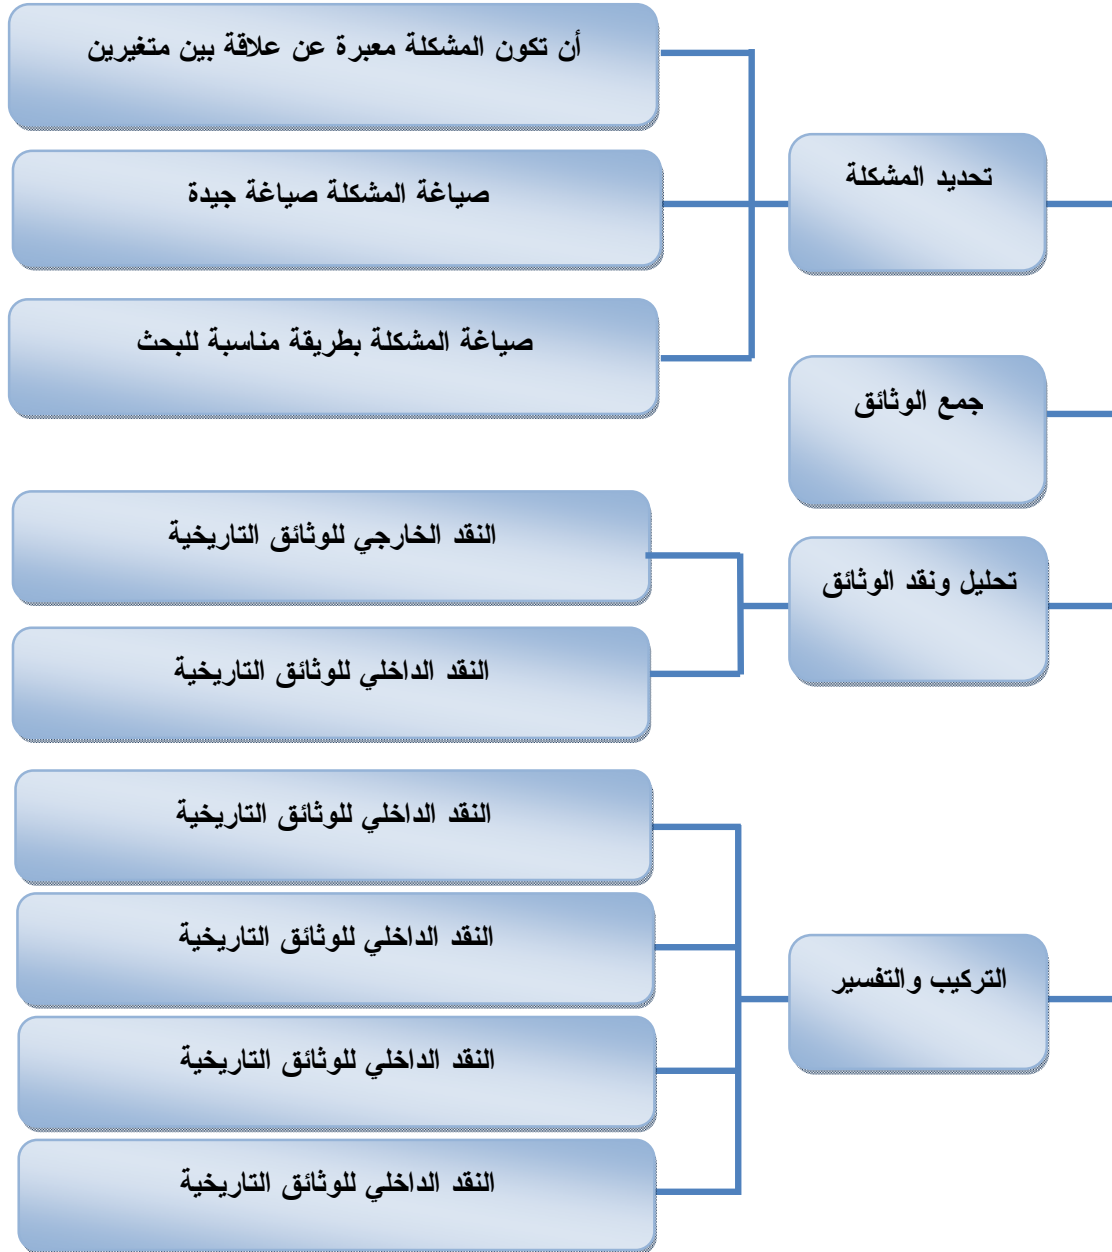 أن تكون المشكلة معبرة عن علاقة بين متغيرين
تحديد المشكلة
صياغة المشكلة صياغة جيدة
صياغة المشكلة بطريقة مناسبة للبحث
جمع الوثائق
النقد الخارجي للوثائق التاريخية
تحليل ونقد الوثائق
النقد الداخلي للوثائق التاريخية
النقد الداخلي للوثائق التاريخية
النقد الداخلي للوثائق التاريخية
التركيب والتفسير
النقد الداخلي للوثائق التاريخية
النقد الداخلي للوثائق التاريخية